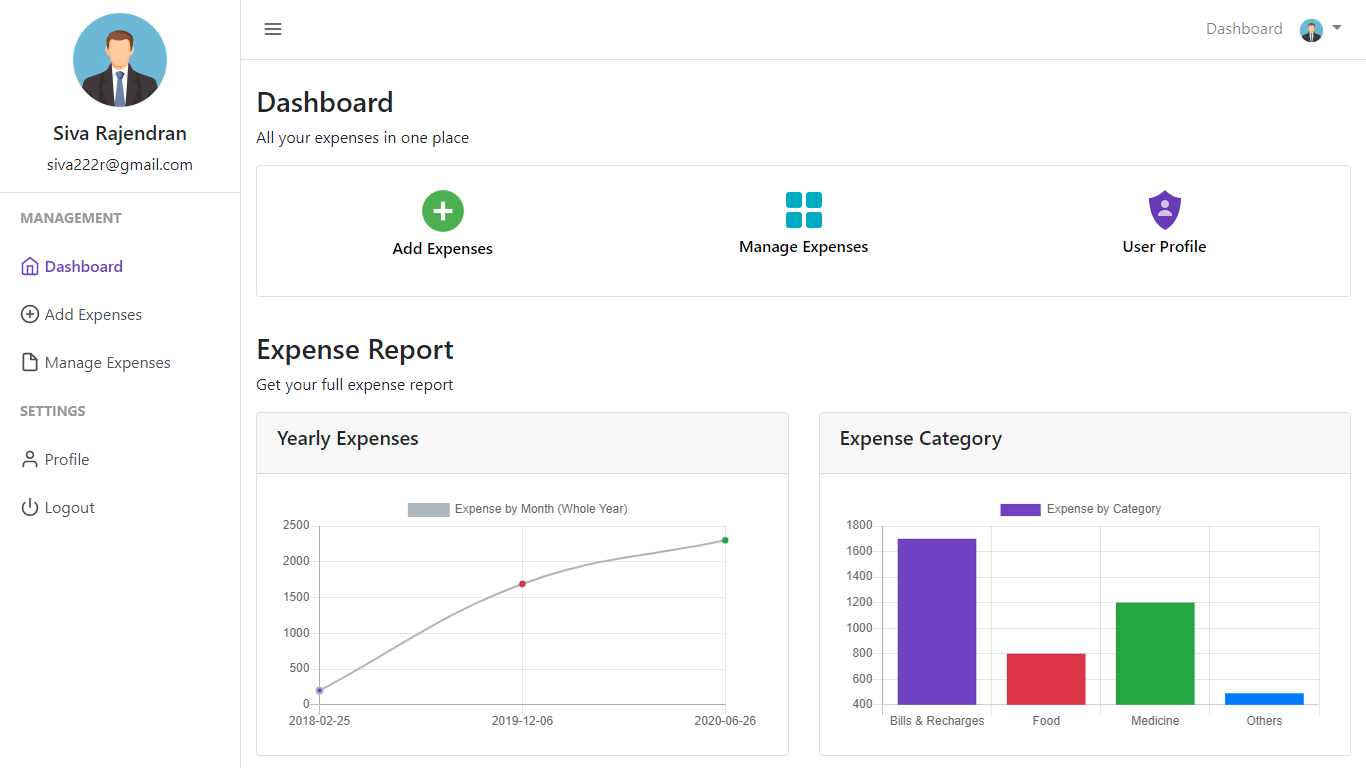 Siva Rajendran
siva222r@gmail.com
MANAGEMENT
Dashboard
Add Expenses
Manage Expenses
SETTINGS
Profile
Logout
Dashboard
Dashboard
All your expenses in one place
Add Expenses
Manage Expenses
User Profile
Expense Report
Get your full expense report
Yearly Expenses
Expense by Month (Whole Year)
2500
2000
1500
1000
500
0
2018-02-25 2019-12-06 2020-06-26
Expense Category
Expense by Category
1800
1600
1400
1200
1000
800
600
400
Bills & Recharges Food Medicine Others